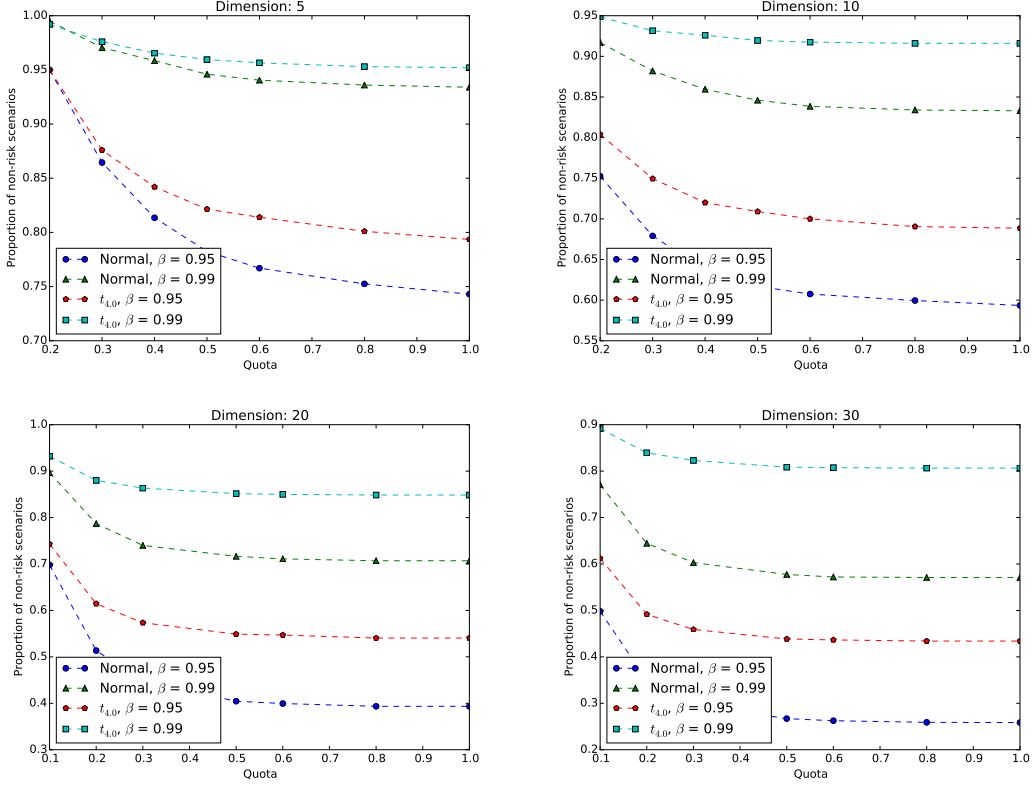 Dimension: 5
Proportion of non-risk scenarios
1.00
0.95
0.90
0.85
0.80
0.75
0.70
Normal, β = 0.95
Normal, β = 0.99
t4.0, β = 0.95
t4.0, β = 0.99
0.2 0.3 0.4 0.5 0.6 0.7 0.8 0.9 1.0
Quota
Dimension: 10
Proportion of non-risk scenarios
0.95
0.90
0.85
0.80
0.75
0.70
0.65
0.60
0.55
Normal, β = 0.95
Normal, β = 0.99
t4.0, β = 0.95
t4.0, β = 0.99
0.2 0.3 0.4 0.5 0.6 0.7 0.8 0.9 1.0
Quota
Dimension: 20
Proportion of non-risk scenarios
1.0
0.9
0.8
0.7
0.6
0.5
0.4
0.3
Normal, β = 0.95
Normal, β = 0.99
t4.0, β = 0.95
t4.0, β = 0.99
0.1 0.2 0.3 0.4 0.5 0.6 0.7 0.8 0.9 1.0
Quota
Dimension: 30
Proportion of non-risk scenarios
0.9
0.8
0.7
0.6
0.5
0.4
0.3
0.2
Normal, β = 0.95
Normal, β = 0.99
t4.0, β = 0.95
t4.0, β = 0.99
0.1 0.2 0.3 0.4 0.5 0.6 0.7 0.8 0.9 1.0
Quota